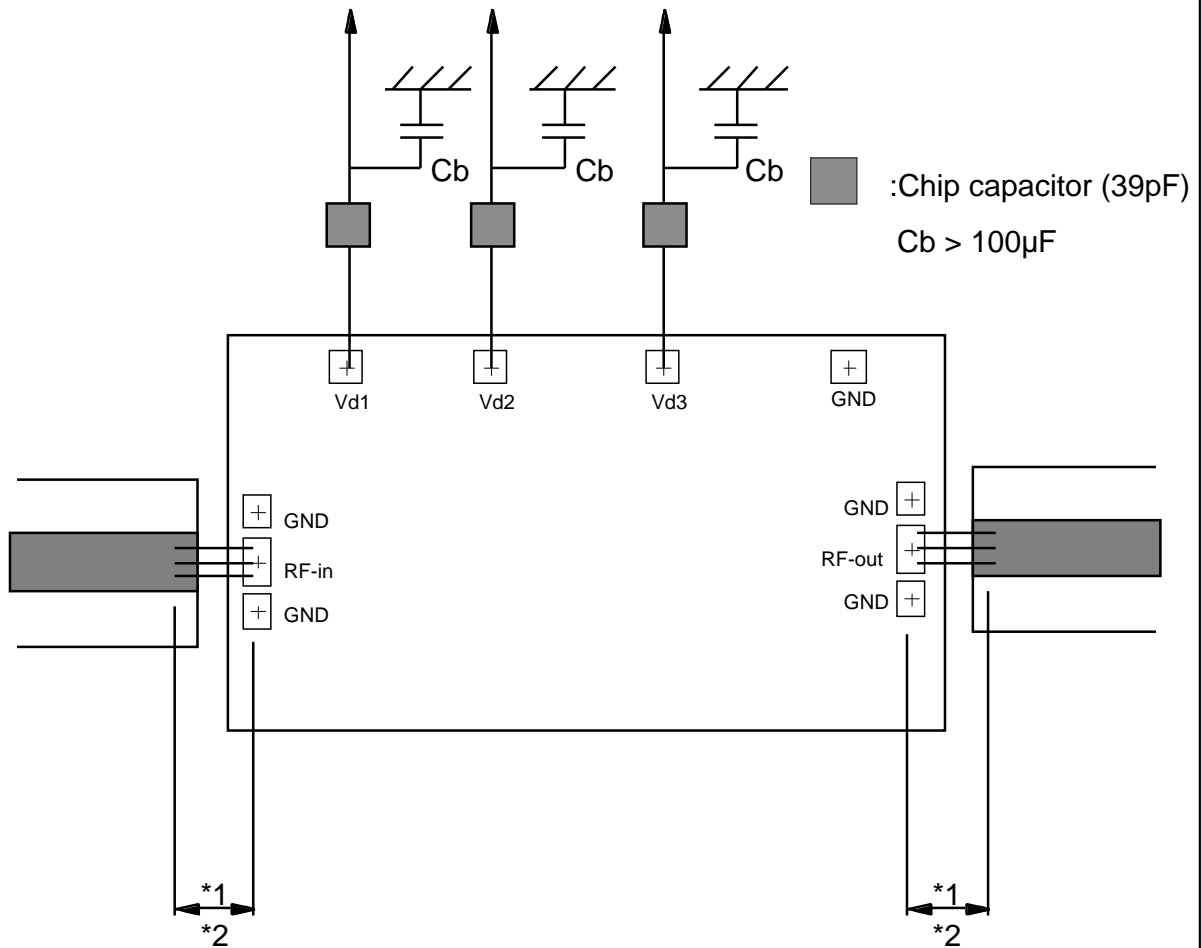 Cb
Cb
Cb
:Chip capacitor (39pF)
Cb > 100μF
Vd1
Vd2
Vd3
GND
GND
RF-in
GND
GND
RF-out
GND
*1
*2
*1
*2